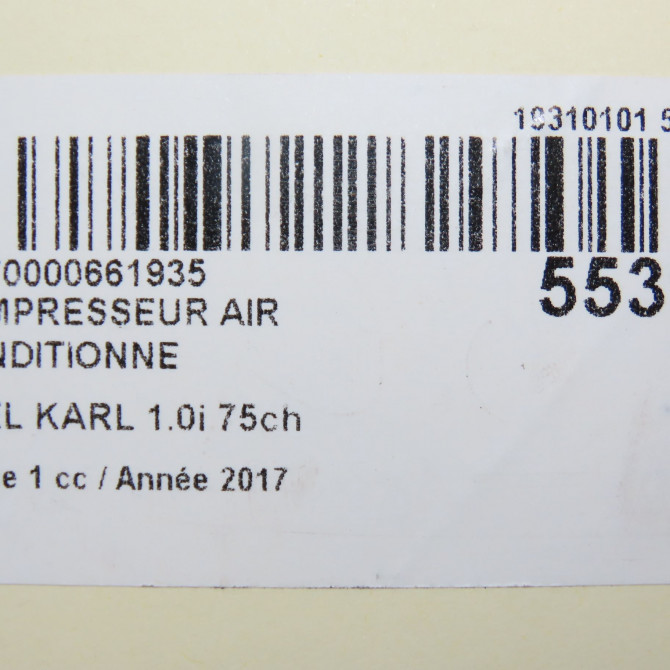 19310101 5
0000661935
553
MPRESSEUR AIR
NDITIONNE
EL KARL 1.0i 75ch
e 1 cc / Année 2017